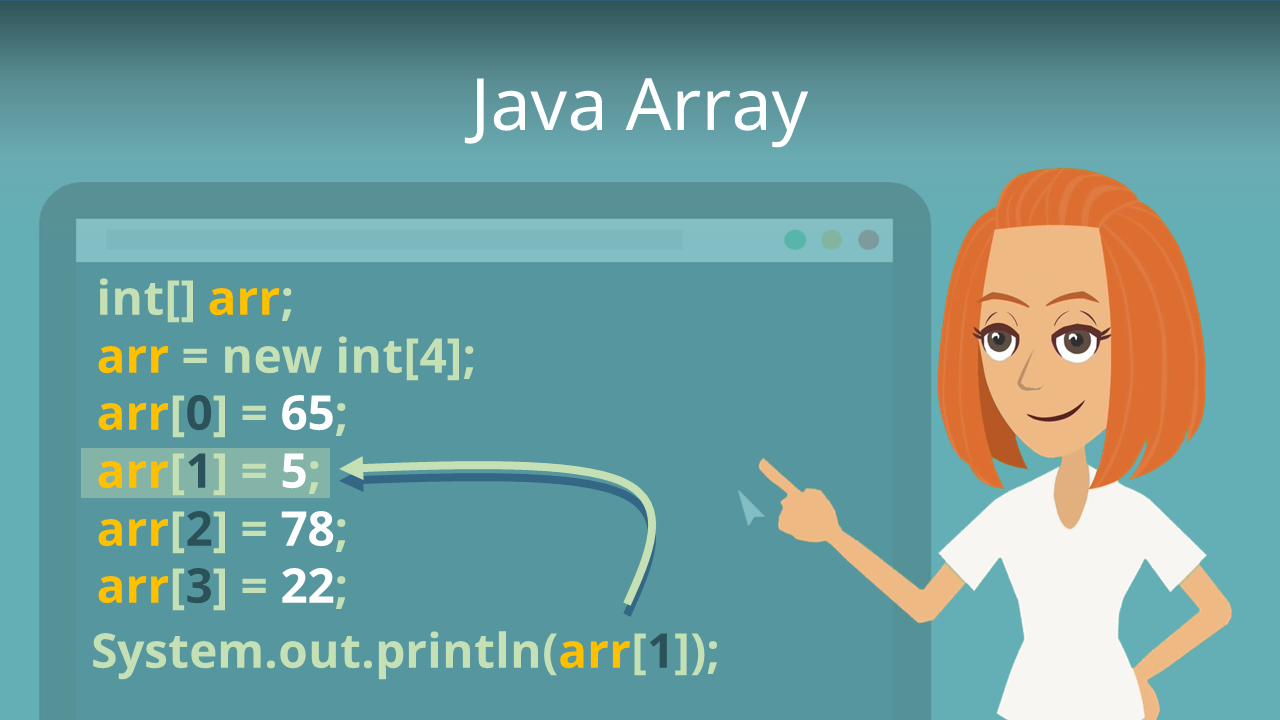 Java Array
int[] arr;
arr = new int[4];
arr[0] = 65;
arr[1] = 5;
arr[2] = 78;
arr[3] = 22;
System.out.println(arr[1]);